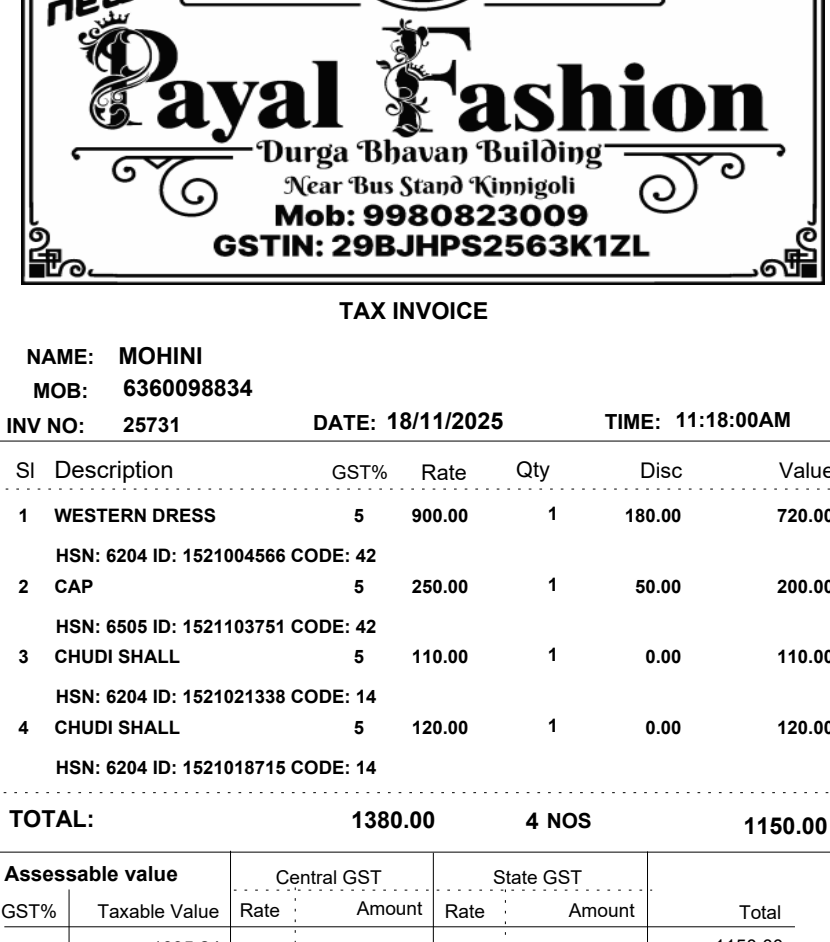 new
Payal Fashion
Durga Bhavan Building
Near Bus Stand Kinnigoli
Mob: 9980823009
GSTIN: 29BJHPS2563K1ZL
TAX INVOICE
NAME: MOHINI
MOB: 6360098834
INV NO: 25731 DATE: 18/11/2025 TIME: 11:18:00AM
Sl Description GST% Rate Qty Disc Value
1 WESTERN DRESS 5 900.00 1 180.00 720.00
HSN: 6204 ID: 1521004566 CODE: 42
2 CAP 5 250.00 1 50.00 200.00
HSN: 6505 ID: 1521103751 CODE: 42
3 CHUDI SHALL 5 110.00 1 0.00 110.00
HSN: 6204 ID: 1521021338 CODE: 14
4 CHUDI SHALL 5 120.00 1 0.00 120.00
HSN: 6204 ID: 1521018715 CODE: 14
TOTAL: 1380.00 4 NOS 1150.00
Assessable value Central GST State GST
GST% Taxable Value Rate Amount Rate Amount Total